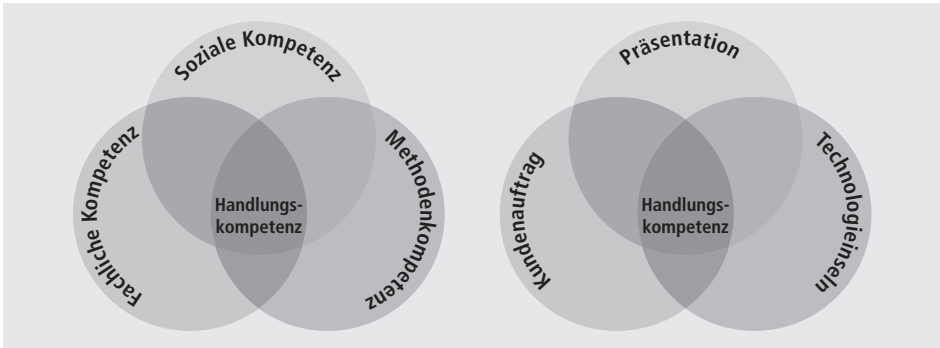 Soziale Kompetenz
Fachliche Kompetenz
Methodenkompetenz
Handlungs-
kompetenz
Präsentation
Kundenauftrag
Technologieinseln
Handlungs-
kompetenz